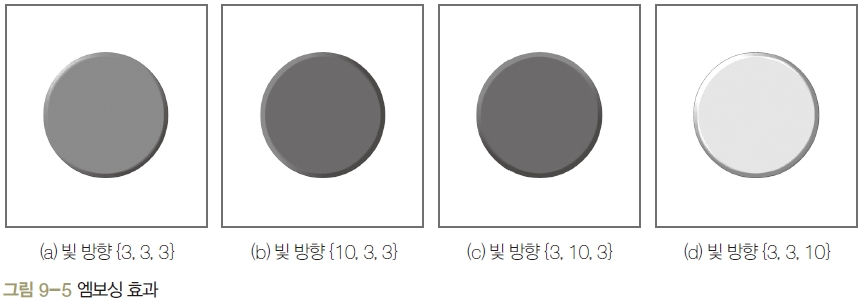 (a) 빛 방향 {3, 3, 3}
(b) 빛 방향 {10, 3, 3}
(c) 빛 방향 {3, 10, 3}
(d) 빛 방향 {3, 3, 10}
그림 9-5 엠보싱 효과